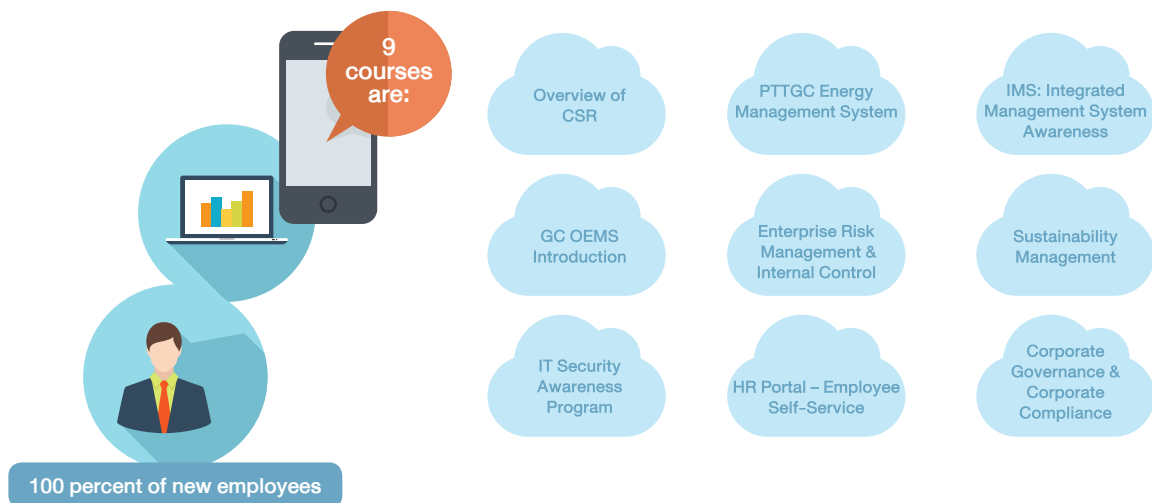 9
courses
are:
Overview of
CSR
PTTGC Energy
Management System
IMS: Integrated
Management System
Awareness
GC OEMS
Introduction
Enterprise Risk
Management &
Internal Control
Sustainability
Management
IT Security
Awareness
Program
HR Portal – Employee
Self-Service
Corporate
Governance &
Corporate
Compliance
100 percent of new employees